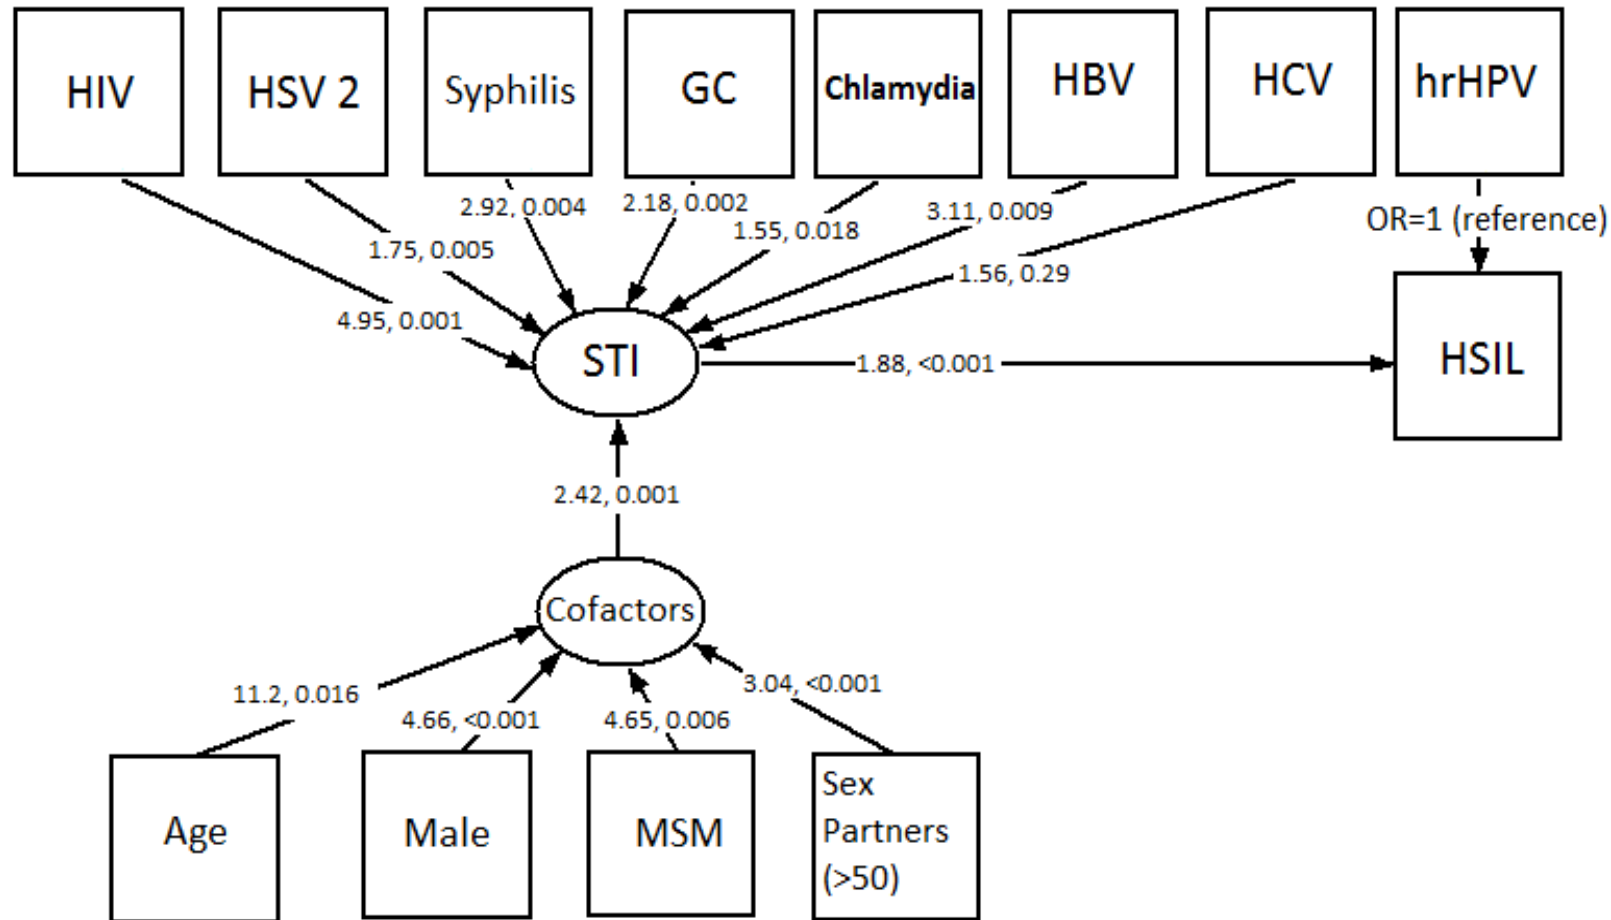 HIV
HSV 2
Syphilis
GC
Chlamydia
HBV
HCV
hrHPV
2.92, 0.004
2.18, 0.002
1.55, 0.018
3.11, 0.009
OR=1 (reference)
1.75, 0.005
1.56, 0.29
4.95, 0.001
STI
1.88, <0.001
HSIL
2.42, 0.001
Cofactors
11.2, 0.016
4.66, <0.001
4.65, 0.006
3.04, <0.001
Age
Male
MSM
Sex
Partners
(>50)